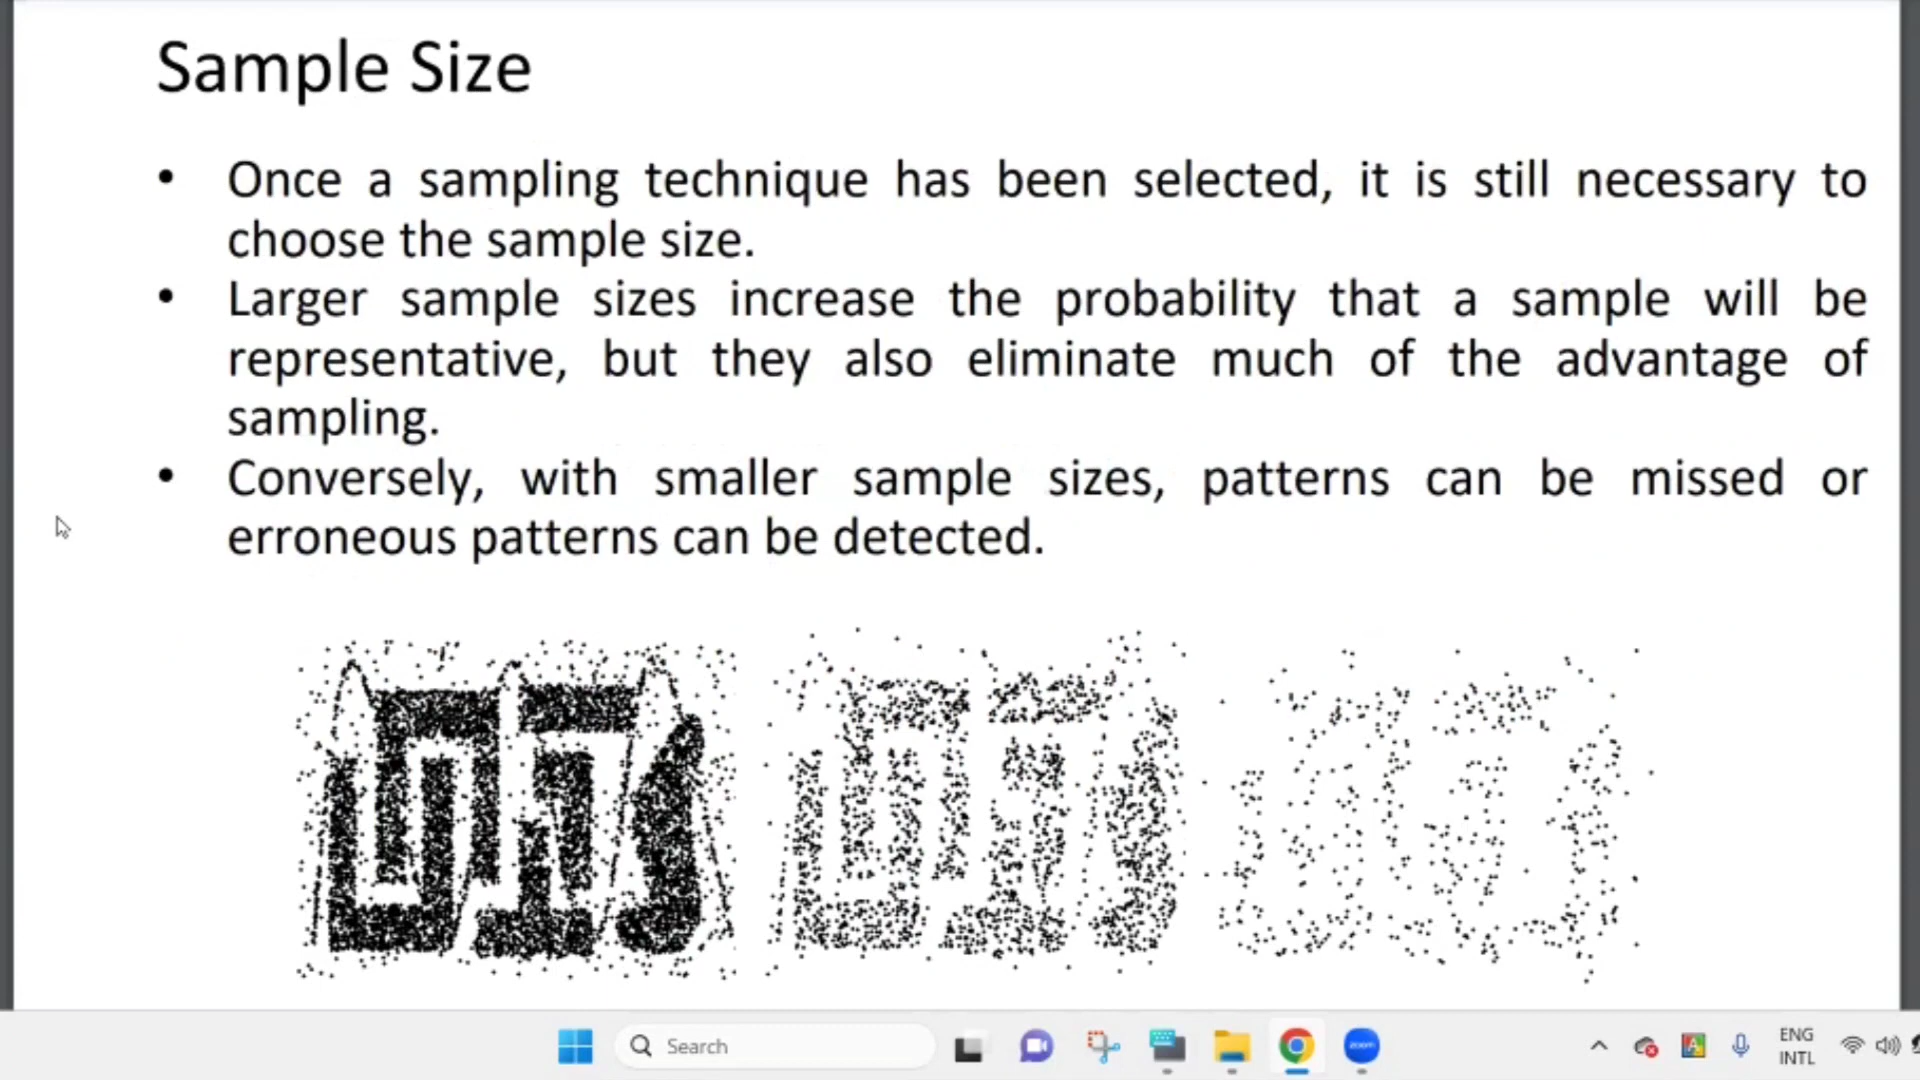 Sample Size
• Once a sampling technique has been selected, it is still necessary to
choose the sample size.
• Larger sample sizes increase the probability that a sample will be
representative, but they also eliminate much of the advantage of
sampling.
• Conversely, with smaller sample sizes, patterns can be missed or
erroneous patterns can be detected.
Search
zoom
ENG
INTL